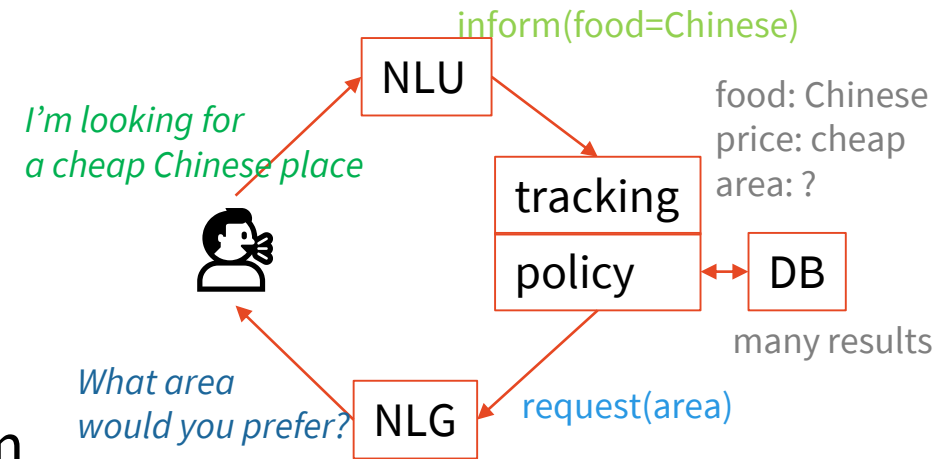 inform(food=Chinese)
NLU
I'm looking for
a cheap Chinese place
food: Chinese
price: cheap
area: ?
tracking
policy
DB
many results
What area
would you prefer?
NLG
request(area)